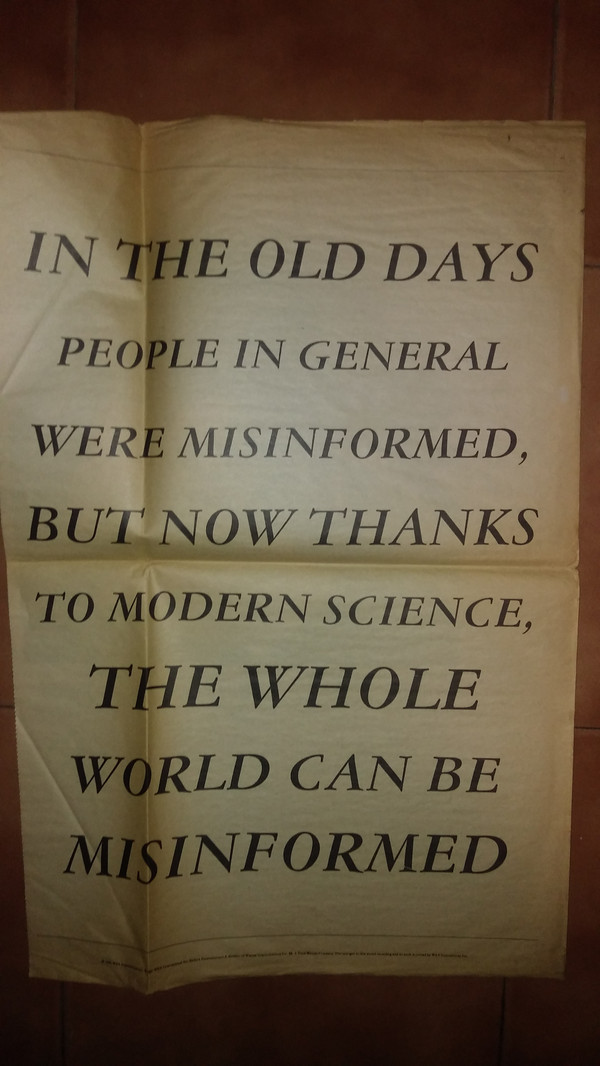 IN THE OLD DAYS
PEOPLE IN GENERAL
WERE MISINFORMED,
BUT NOW THANKS
TO MODERN SCIENCE,
THE WHOLE
WORLD CAN BE
MISINFORMED